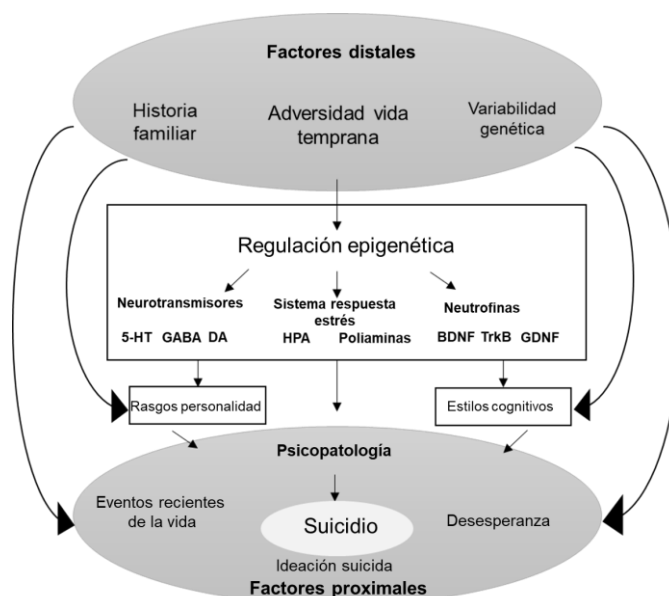 Factores distales
Historia
familiar
Adversidad vida
temprana
Variabilidad
genética
Regulación epigenética
Neurotransmisores
5-HT GABA DA
Sistema respuesta
estrés
HPA Poliaminas
Neutrofinas
BDNF TrkB GDNF
Rasgos personalidad
Estilos cognitivos
Psicopatología
Eventos recientes
de la vida
Suicidio
Desesperanza
Ideación suicida
Factores proximales